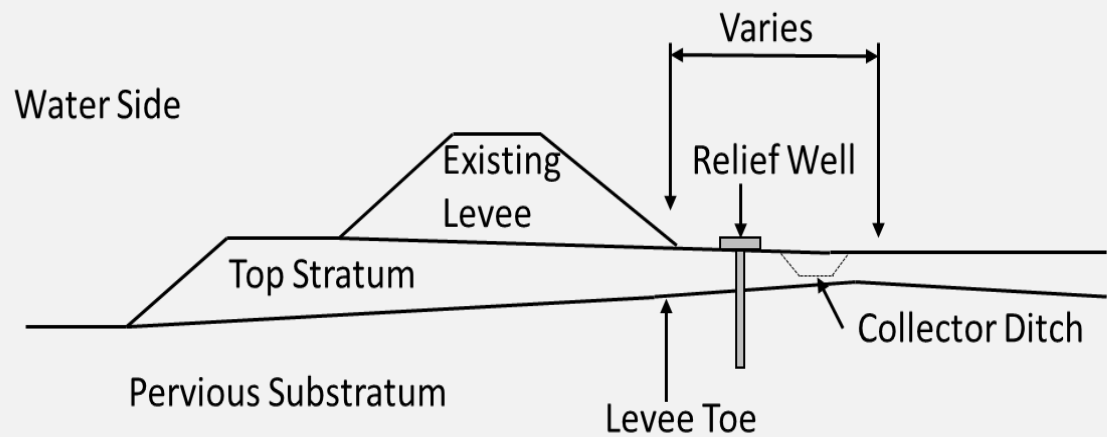 Varies
Water Side
Existing
Levee
Relief Well
Top Stratum
Collector Ditch
Pervious Substratum
Levee Toe